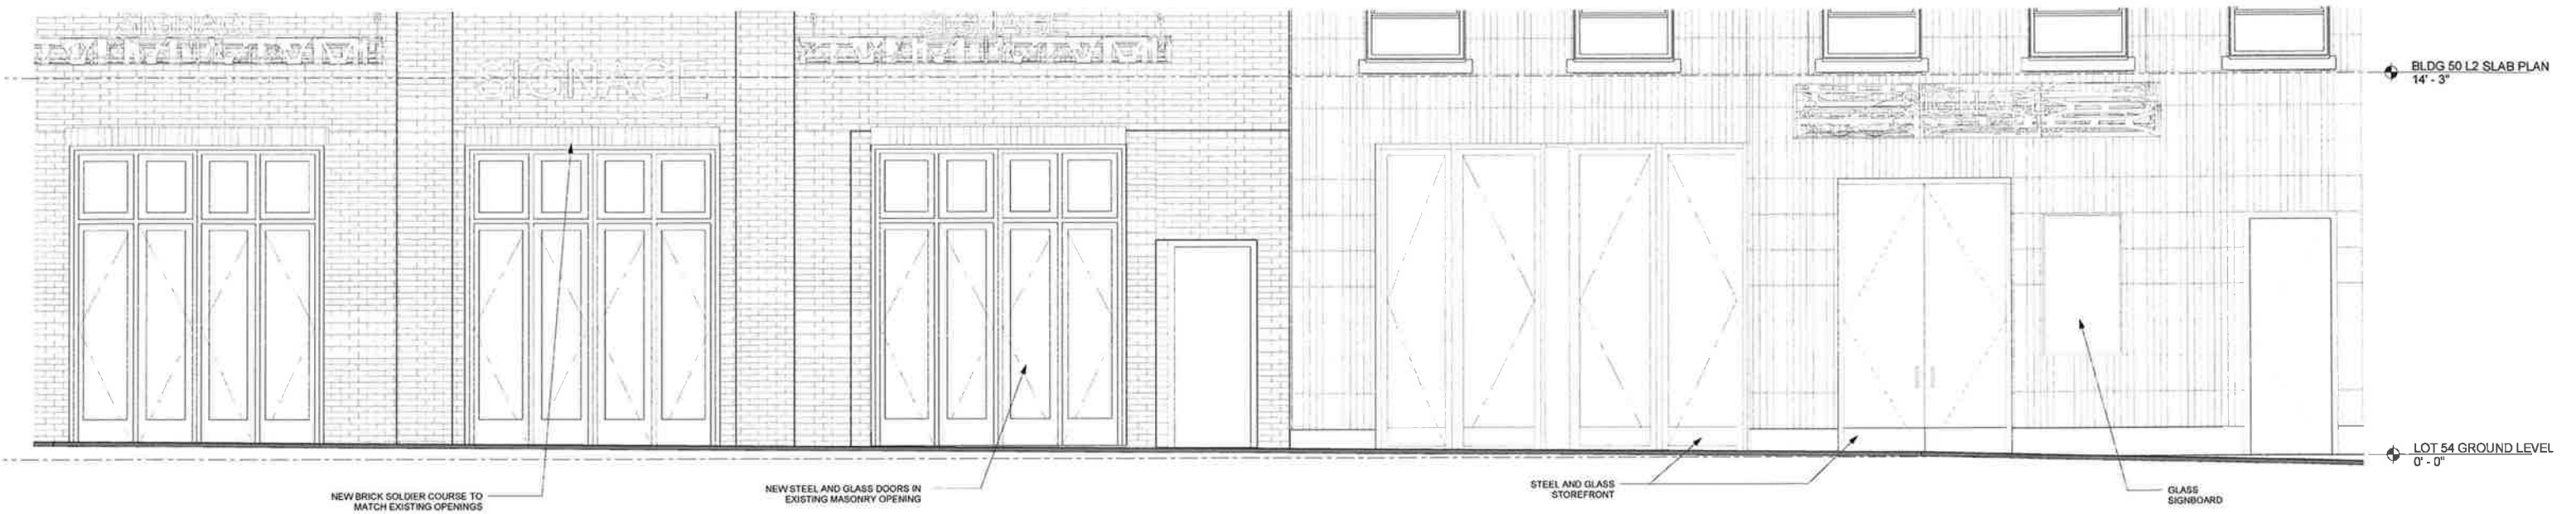 SIGNAGE
SIGNAGE
SIGNAGE
BLDG 50 L2 SLAB PLAN
14' - 3"
LOT 54 GROUND LEVEL
0' - 0"
NEW BRICK SOLDIER COURSE TO
MATCH EXISTING OPENINGS
NEW STEEL AND GLASS DOORS IN
EXISTING MASONRY OPENING
STEEL AND GLASS
STOREFRONT
GLASS
SIGNBOARD